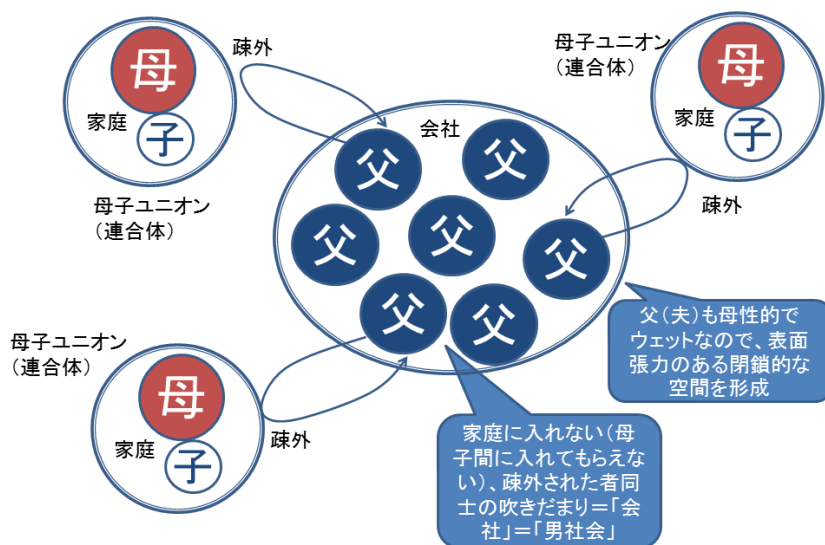 母
家庭
子
疎外
母子ユニオン
（連合体）
母子ユニオン
（連合体）
母
家庭
子
疎外
会社
父
父
父
父
父
父
父
父（夫）も母性的で
ウェットなので、表面
張力のある閉鎖的な
空間を形成
母子ユニオン
（連合体）
母
家庭
子
疎外
家庭に入れない（母
子間に入れてもらえ
ない）、疎外された者同
士の吹きだまり＝「会
社」＝「男社会」